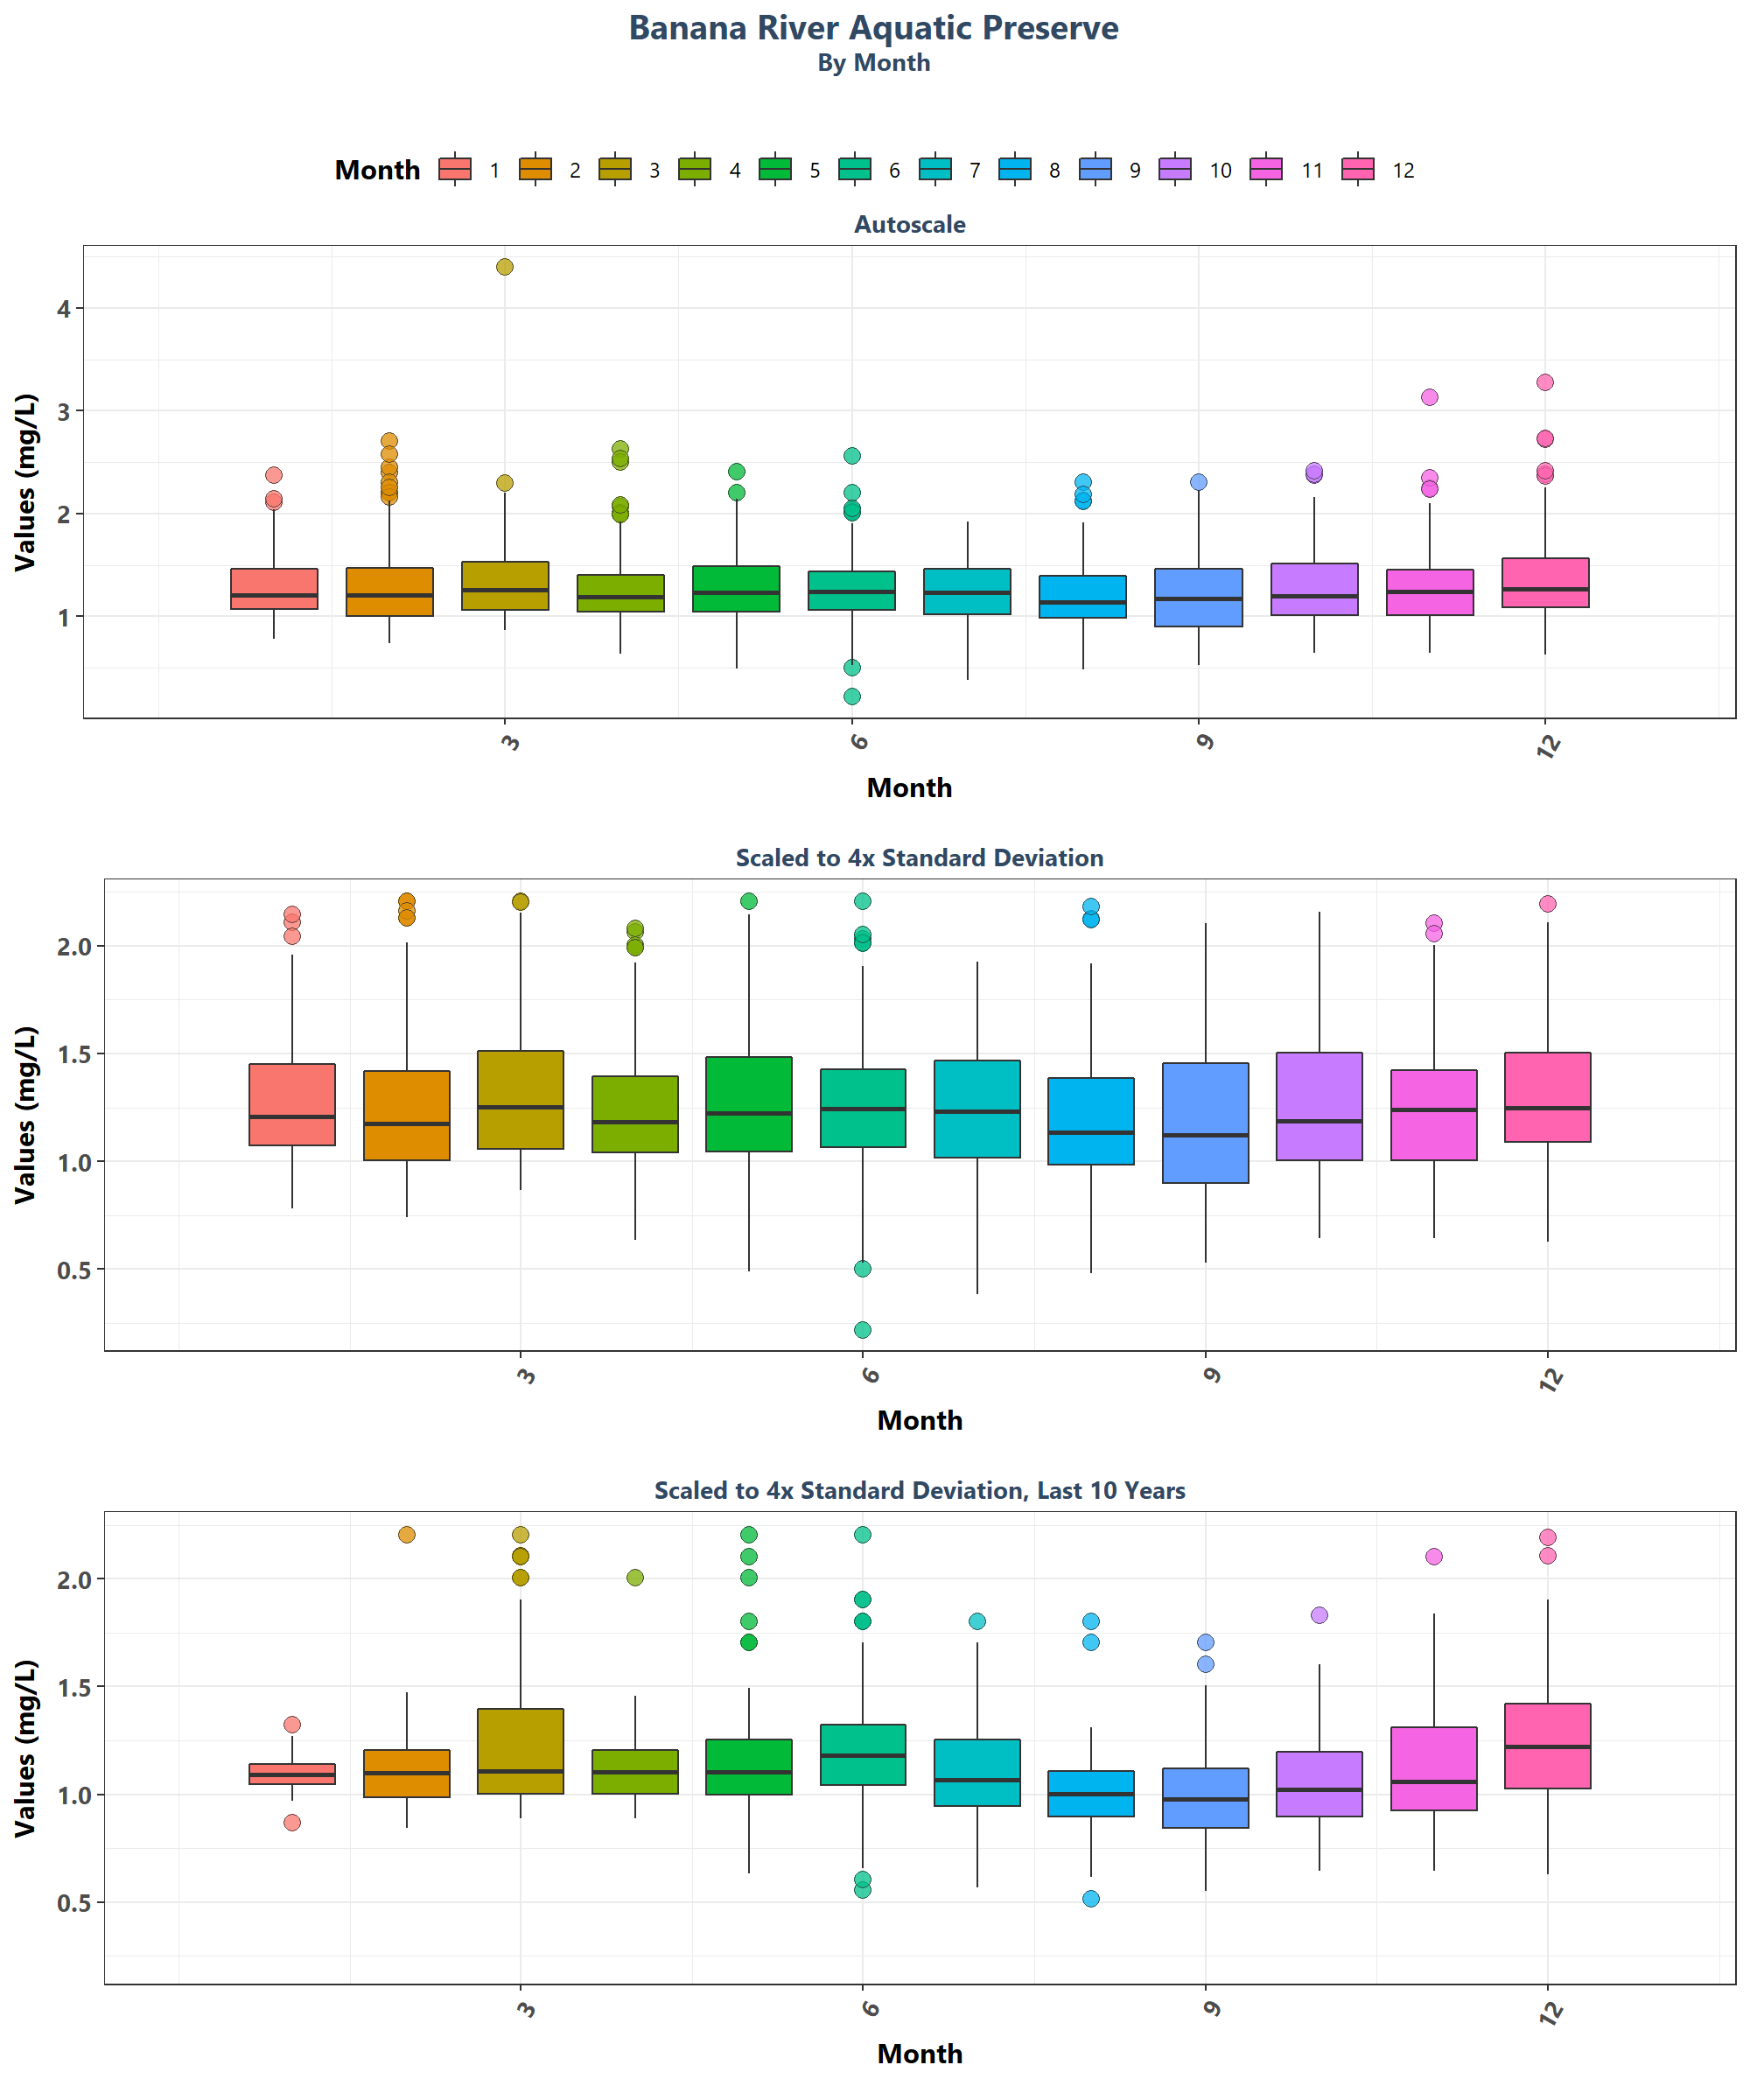 Banana River Aquatic Preserve
By Month
Month 1 2 3 4 5 6 7 8 9 10 11 12
Autoscale
Values (mg/L)
4
3
2
1
3 6 9 12
Month
Scaled to 4x Standard Deviation
Values (mg/L)
2.0
1.5
1.0
0.5
3 6 9 12
Month
Scaled to 4x Standard Deviation, Last 10 Years
Values (mg/L)
2.0
1.5
1.0
0.5
3 6 9 12
Month